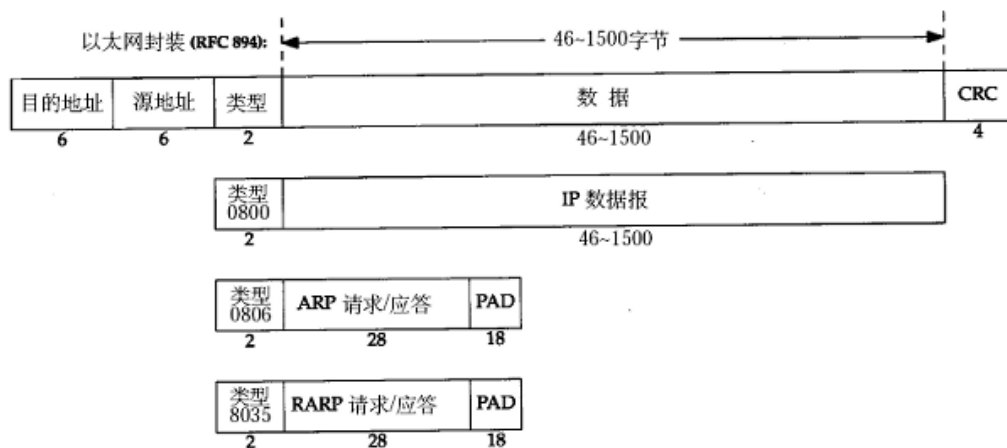 以太网封装 (RFC 894):
46~1500字节
目的地址 源地址 类型 数 据 CRC
6 6 2 46~1500 4
类型
0800
IP 数据报
2 46~1500
类型
0806
ARP 请求/应答 PAD
2 28 18
类型
8035
RARP 请求/应答 PAD
2 28 18